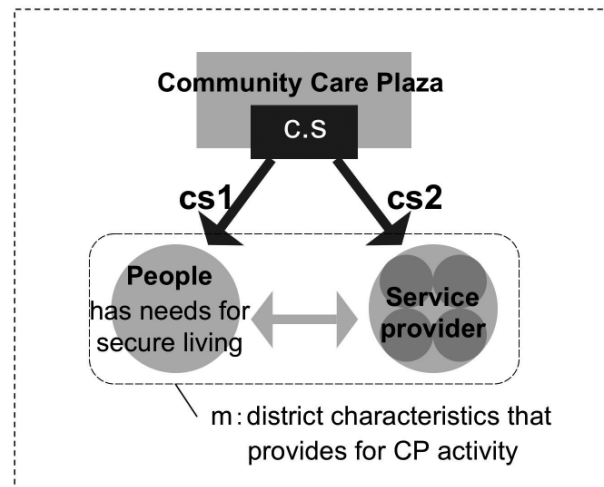 Community Care Plaza
c.s
cs1
cs2
People
has needs for
secure living
Service
provider
m：district characteristics that
provides for CP activity